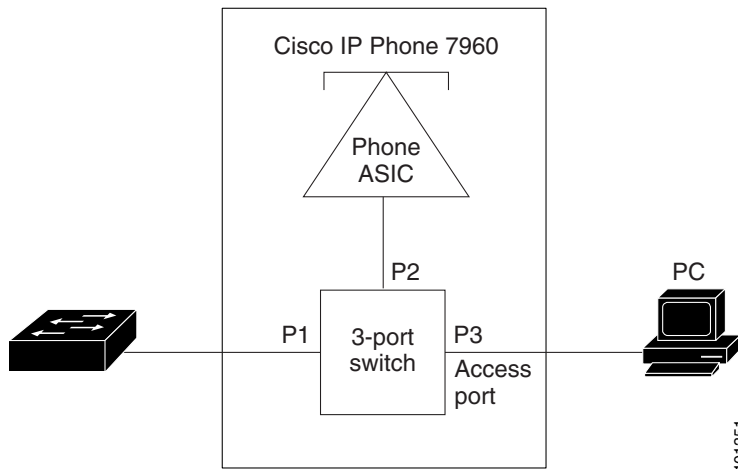 Cisco IP Phone 7960
Phone
ASIC
P2
PC
P1
3-port
switch
P3
Access
port